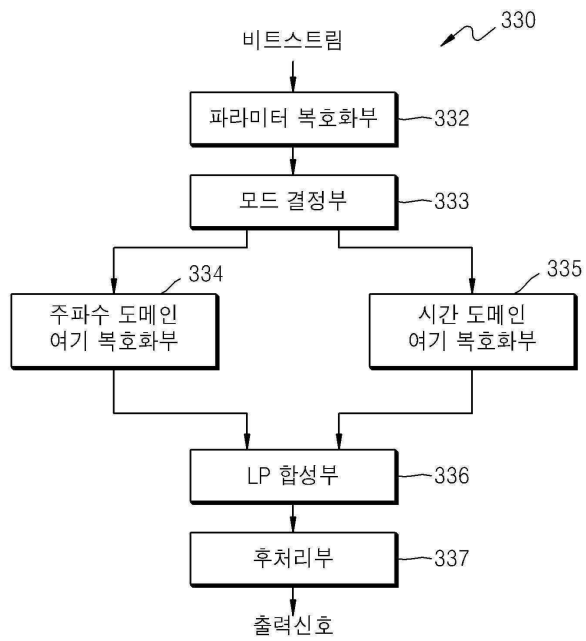 330
비트스트림
파라미터 복호화부
332
모드 결정부
333
334
주파수 도메인
여기 복호화부
335
시간 도메인
여기 복호화부
LP 합성부
336
후처리부
337
출력신호